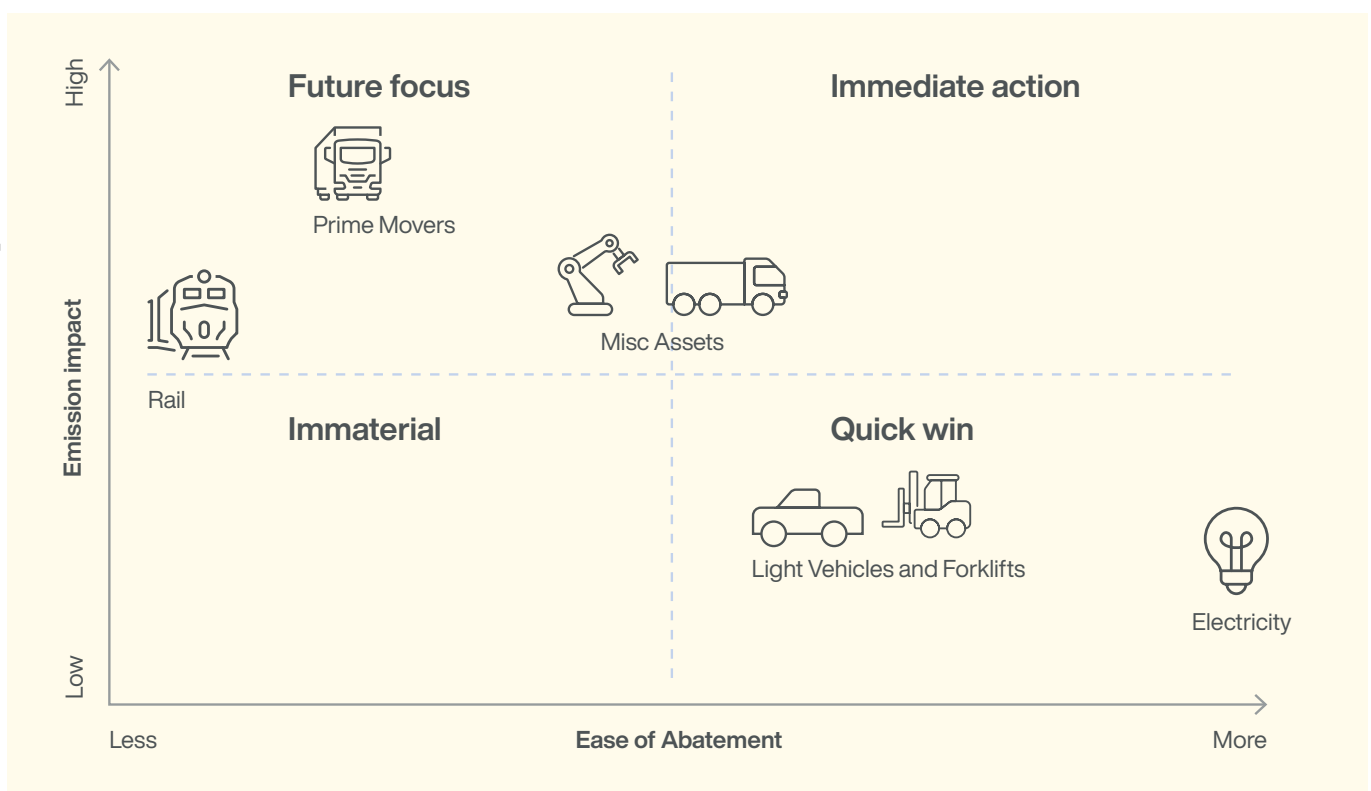 High
Future focus
Immediate action
Prime Movers
Misc Assets
Emission impact
Rail
Immaterial
Quick win
Light Vehicles and Forklifts
Electricity
Low
Less
Ease of Abatement
More